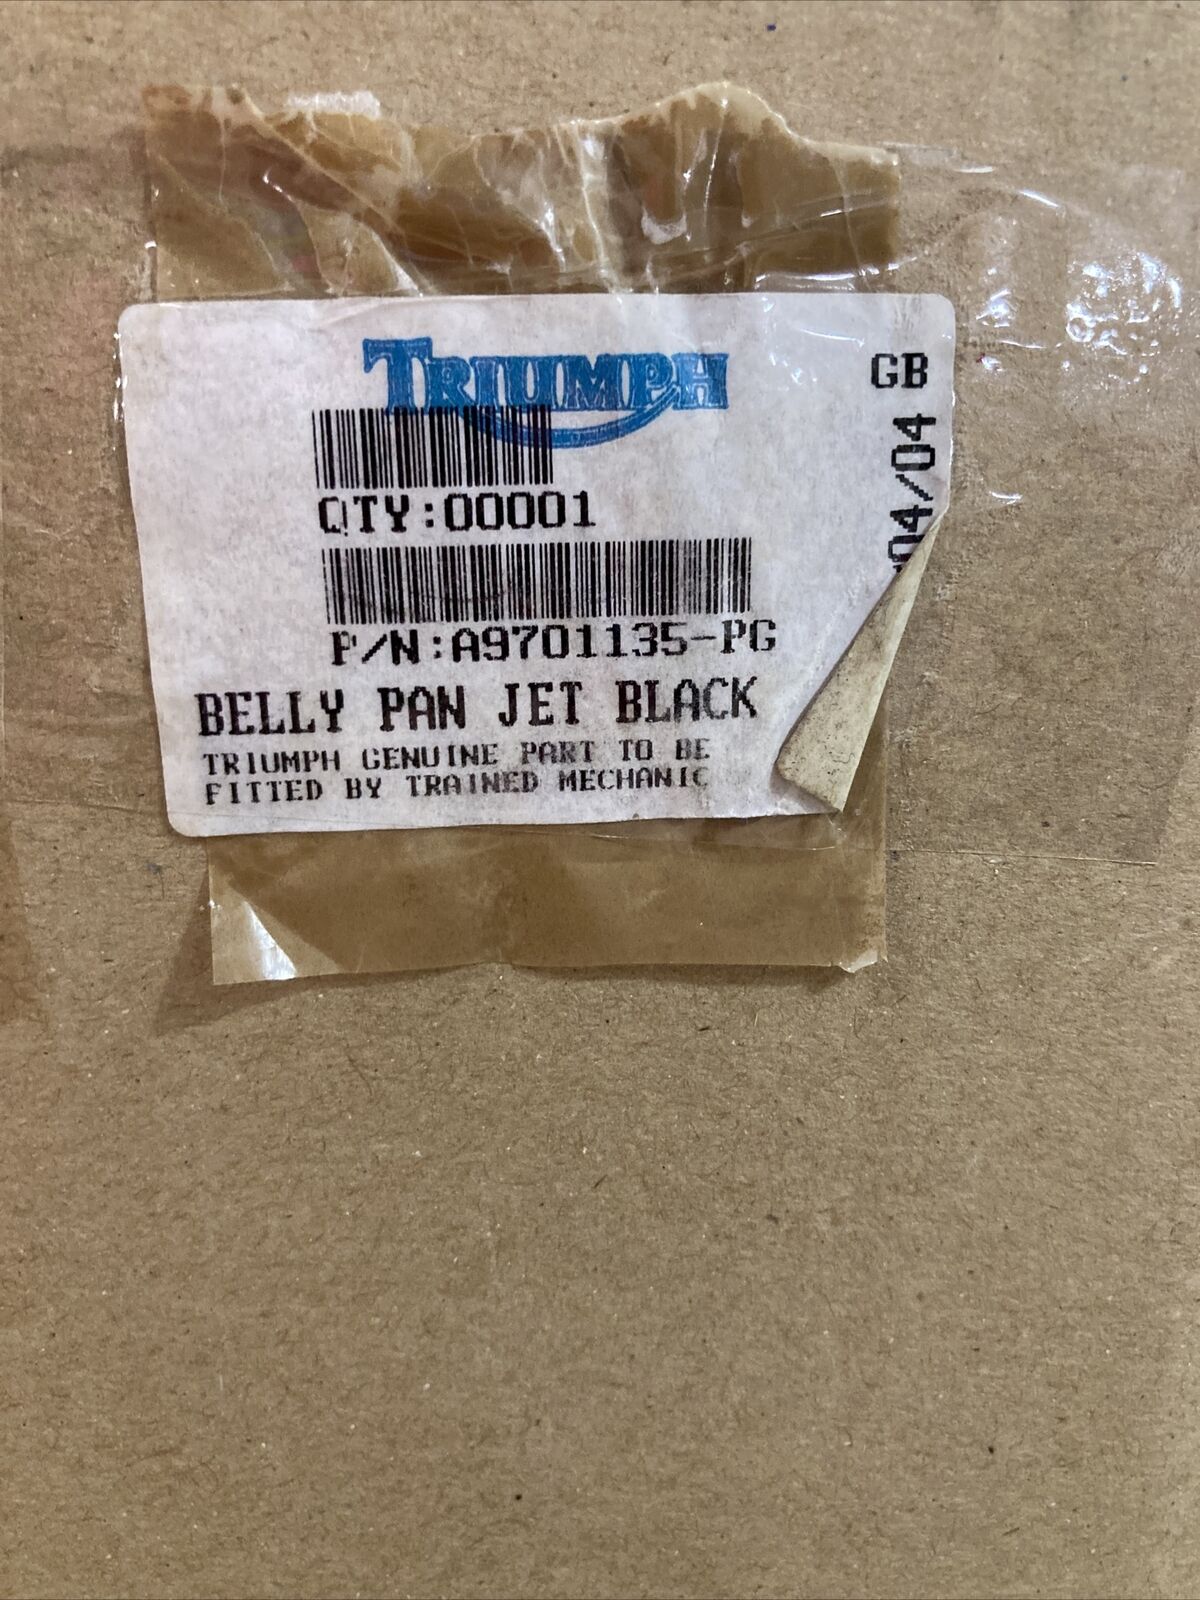 TRIUMPH
GB
04/04
QTY:00001
P/N:A9701135-PG
BELLY PAN JET BLACK
TRIUMPH GENUINE PART TO BE
FITTED BY TRAINED MECHANIC